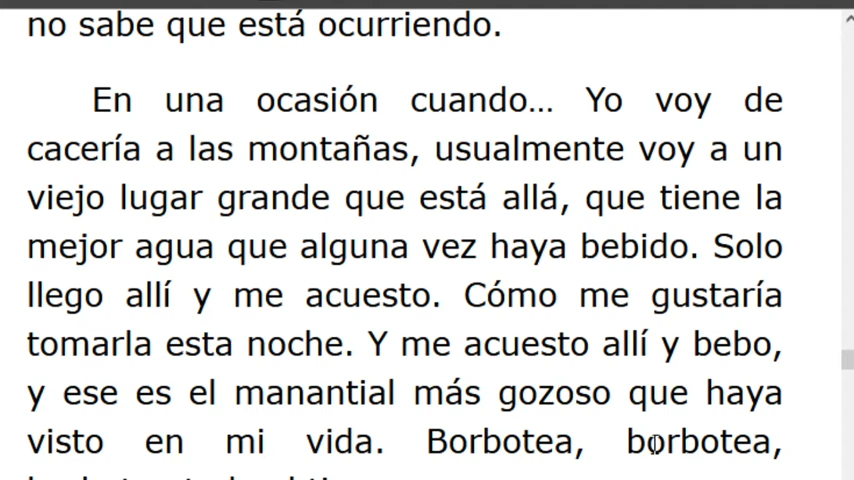 no sabe que está ocurriendo.
En una ocasión cuando... Yo voy de
cacería a las montañas, usualmente voy a un
viejo lugar grande que está allá, que tiene la
mejor agua que alguna vez haya bebido. Solo
llego allí y me acuesto. Cómo me gustaría
tomarla esta noche. Y me acuesto allí y bebo,
y ese es el manantial más gozoso que haya
visto en mi vida. Borbotea, borbotea,